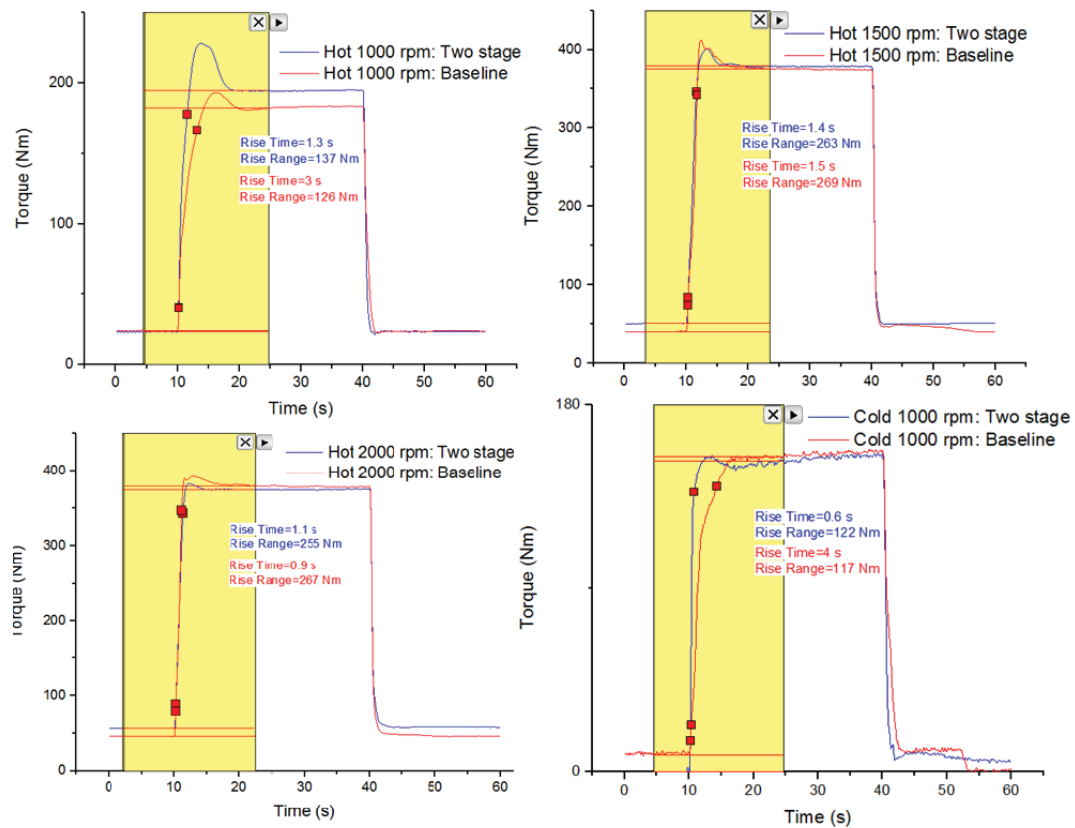 Hot 1000 rpm: Two stage
Hot 1000 rpm: Baseline
200
100
0
Torque (Nm)
Rise Time=1.3 s
Rise Range=137 Nm
Rise Time=3 s
Rise Range=126 Nm
0 10 20 30 40 50 60
Time (s)
Hot 1500 rpm: Two stage
Hot 1500 rpm: Baseline
400
300
200
100
0
Torque (Nm)
Rise Time=1.4 s
Rise Range=263 Nm
Rise Time=1.5 s
Rise Range=269 Nm
0 10 20 30 40 50 60
Hot 2000 rpm: Two stage
Hot 2000 rpm: Baseline
400
300
200
100
0
Torque (Nm)
Rise Time=1.1 s
Rise Range=255 Nm
Rise Time=0.9 s
Rise Range=267 Nm
0 10 20 30 40 50 60
Time (s)
180
Cold 1000 rpm: Two stage
Cold 1000 rpm: Baseline
0
Torque (Nm)
Rise Time=0.6 s
Rise Range=122 Nm
Rise Time=4 s
Rise Range=117 Nm
0 10 20 30 40 50 60
Time (s)